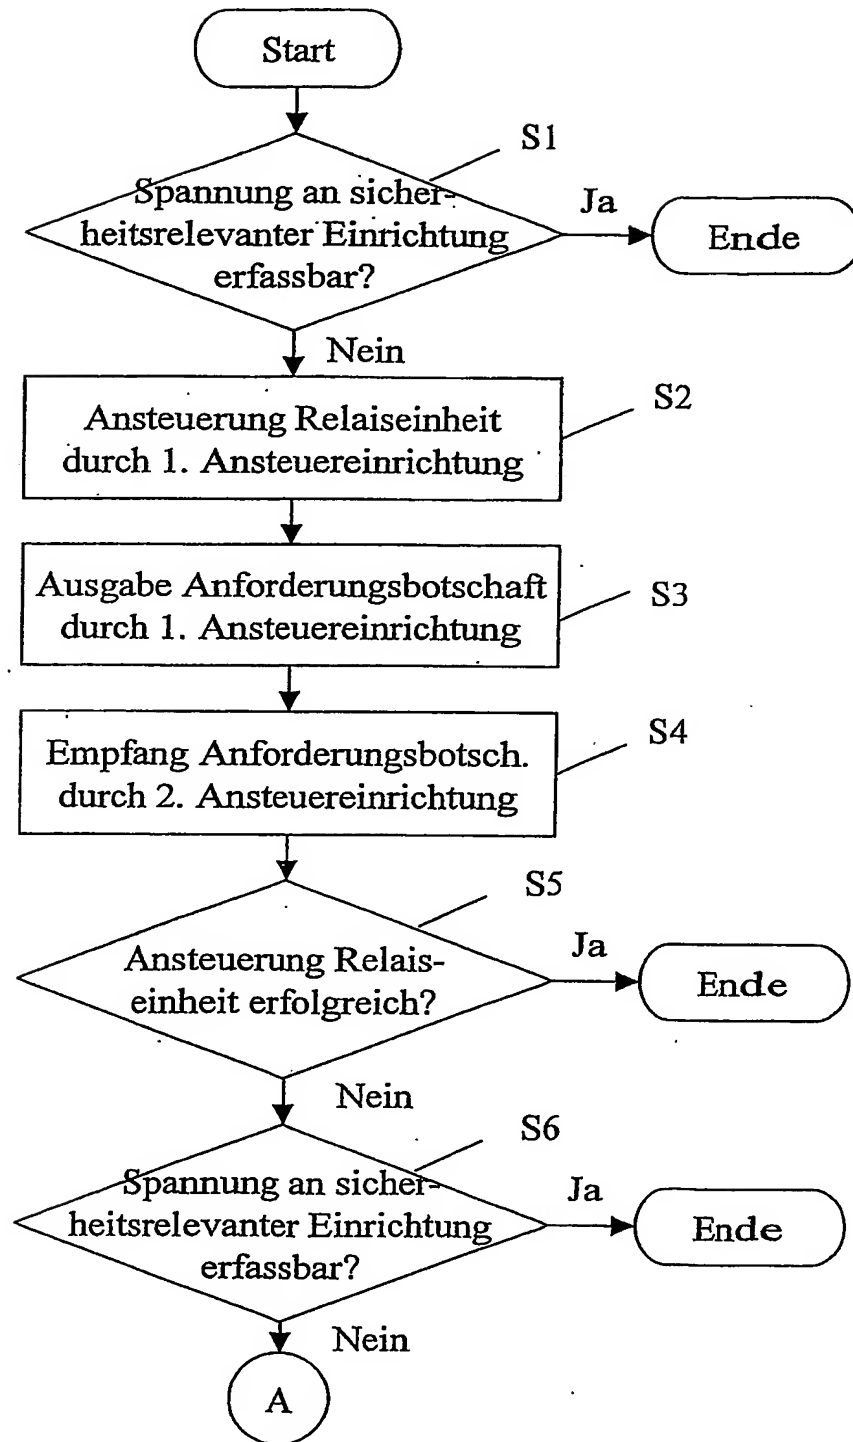 Start
S1
Spannung an sicher-
heitsrelevanter Einrichtung
erfassbar?
Ja
Ende
Nein
S2
Ansteuerung Relaiseinheit
durch 1. Ansteuereinrichtung
S3
Ausgabe Anforderungsbotschaft
durch 1. Ansteuereinrichtung
S4
Empfang Anforderungsbotsch.
durch 2. Ansteuereinrichtung
S5
Ansteuerung Relais-
einheit erfolgreich?
Ja
Ende
Nein
S6
Spannung an sicher-
heitsrelevanter Einrichtung
erfassbar?
Ja
Ende
Nein
A